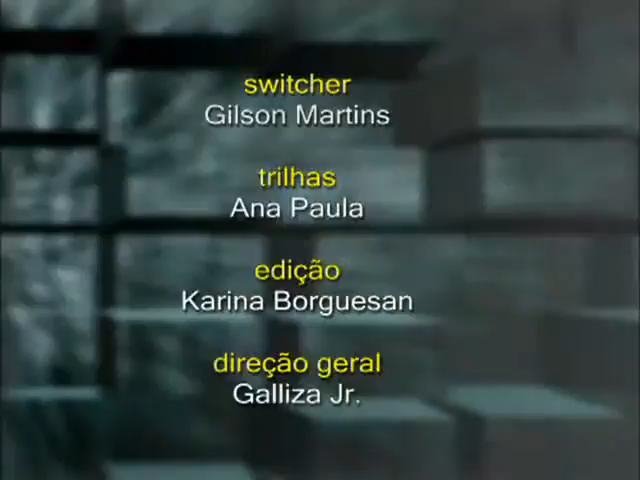 switcher
Gilson Martins
trilhas
Ana Paula
edição
Karina Borguesan
direção geral
Galliza Jr.